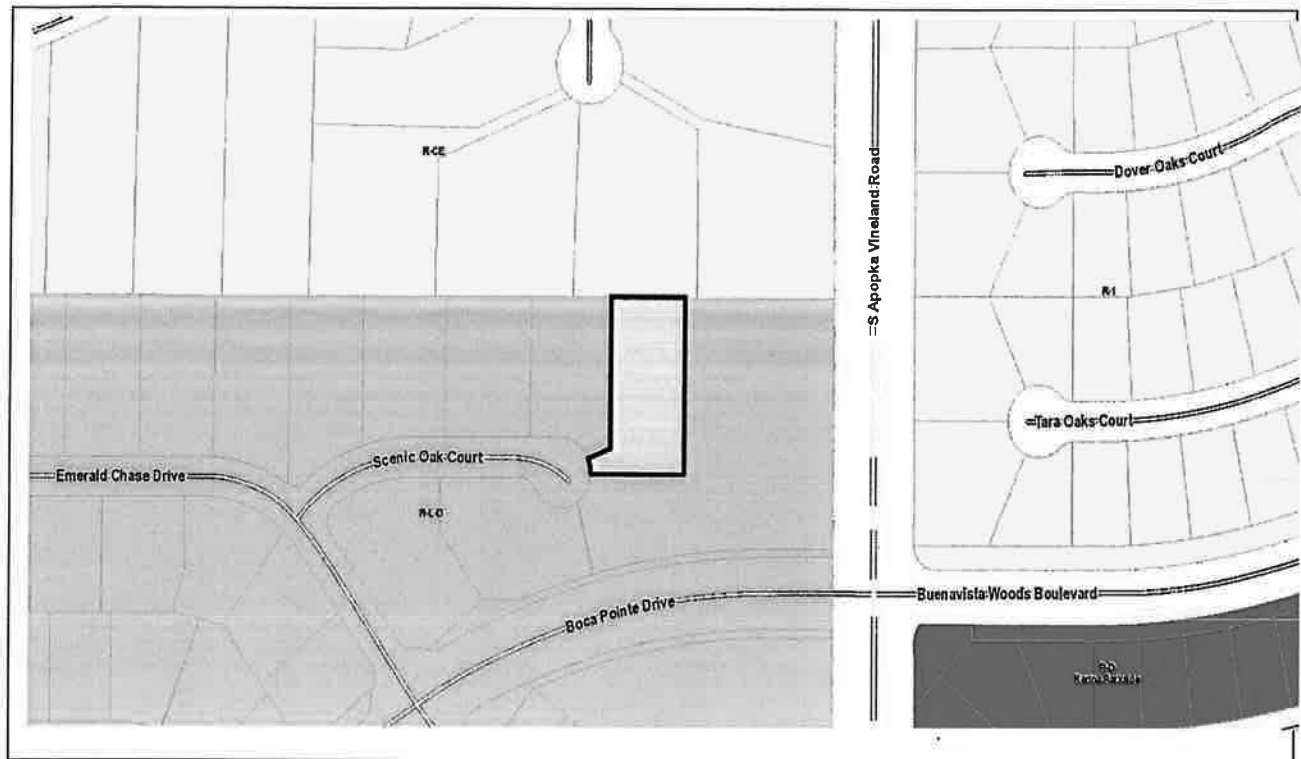 R-CE
Dover Oaks Court
S Apopka Vineland Road
R-1
Tara Oaks Court
Scenic Oak Court
Emerald Chase Drive
Buenavista Woods Boulevard
Boca Pointe Drive